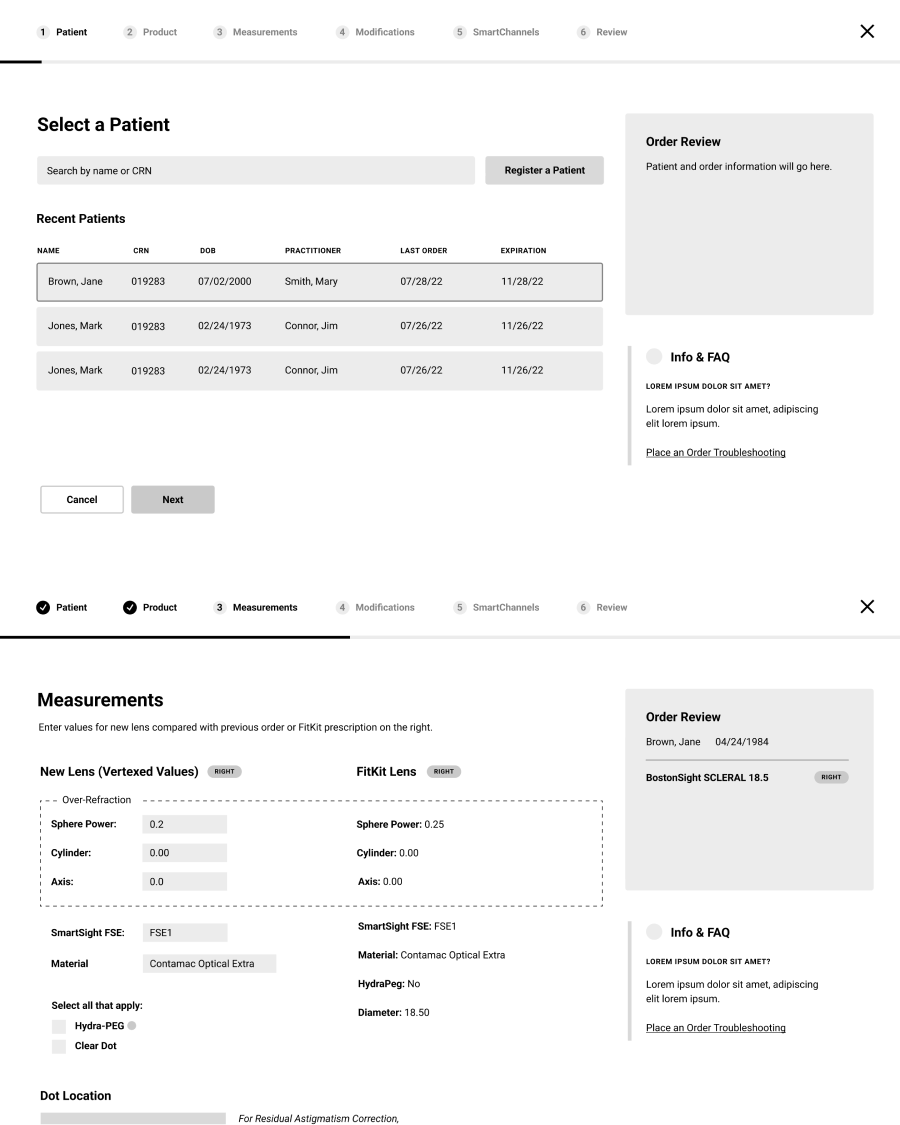 1 Patient 2 Product 3 Measurements 4 Modifications 5 SmartChannels 6 Review
Select a Patient
Search by name or CRN
Register a Patient
Recent Patients
NAME CRN DOB PRACTITIONER LAST ORDER EXPIRATION
Brown, Jane 019283 07/02/2000 Smith, Mary 07/28/22 11/28/22
Jones, Mark 019283 02/24/1973 Connor, Jim 07/26/22 11/26/22
Jones, Mark 019283 02/24/1973 Connor, Jim 07/26/22 11/26/22
Cancel Next
Order Review
Patient and order information will go here.
Info & FAQ
LOREM IPSUM DOLOR SIT AMET?
Lorem ipsum dolor sit amet, adipiscing
elit lorem ipsum.
Place an Order Troubleshooting
Patient Product 3 Measurements 4 Modifications 5 SmartChannels 6 Review
Measurements
Enter values for new lens compared with previous order or FitKit prescription on the right.
New Lens (Vertexed Values) RIGHT
FitKit Lens RIGHT
Over-Refraction
Sphere Power: 0.2
Sphere Power: 0.25
Cylinder: 0.00
Cylinder: 0.00
Axis: 0.0
Axis: 0.00
SmartSight FSE: FSE1
SmartSight FSE: FSE1
Material Contamac Optical Extra
Material: Contamac Optical Extra
HydraPeg: No
Diameter: 18.50
Select all that apply:
Hydra-PEG
Clear Dot
Dot Location
For Residual Astigmatism Correction,
Order Review
Brown, Jane 04/24/1984
BostonSight SCLERAL 18.5 RIGHT
Info & FAQ
LOREM IPSUM DOLOR SIT AMET?
Lorem ipsum dolor sit amet, adipiscing
elit lorem ipsum.
Place an Order Troubleshooting